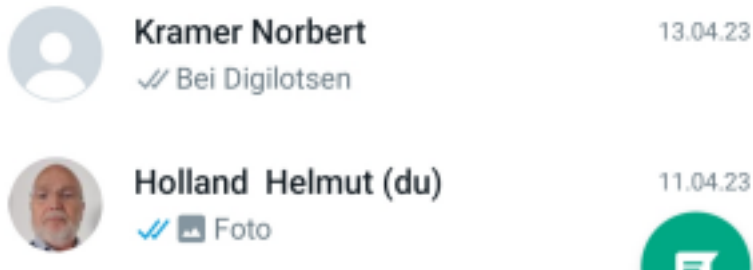 Kramer Norbert 13.04.23
Bei Digilotsen
Holland Helmut (du) 11.04.23
Foto